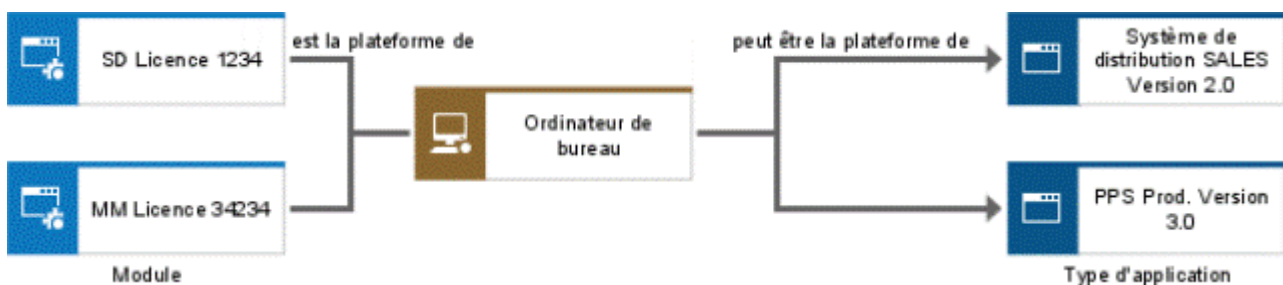 SD Licence 1234
est la plateforme de
peut être la plateforme de
Système de
distribution SALES
Version 2.0
Ordinateur de
bureau
MM Licence 34234
PPS Prod. Version
3.0
Module
Type d'application